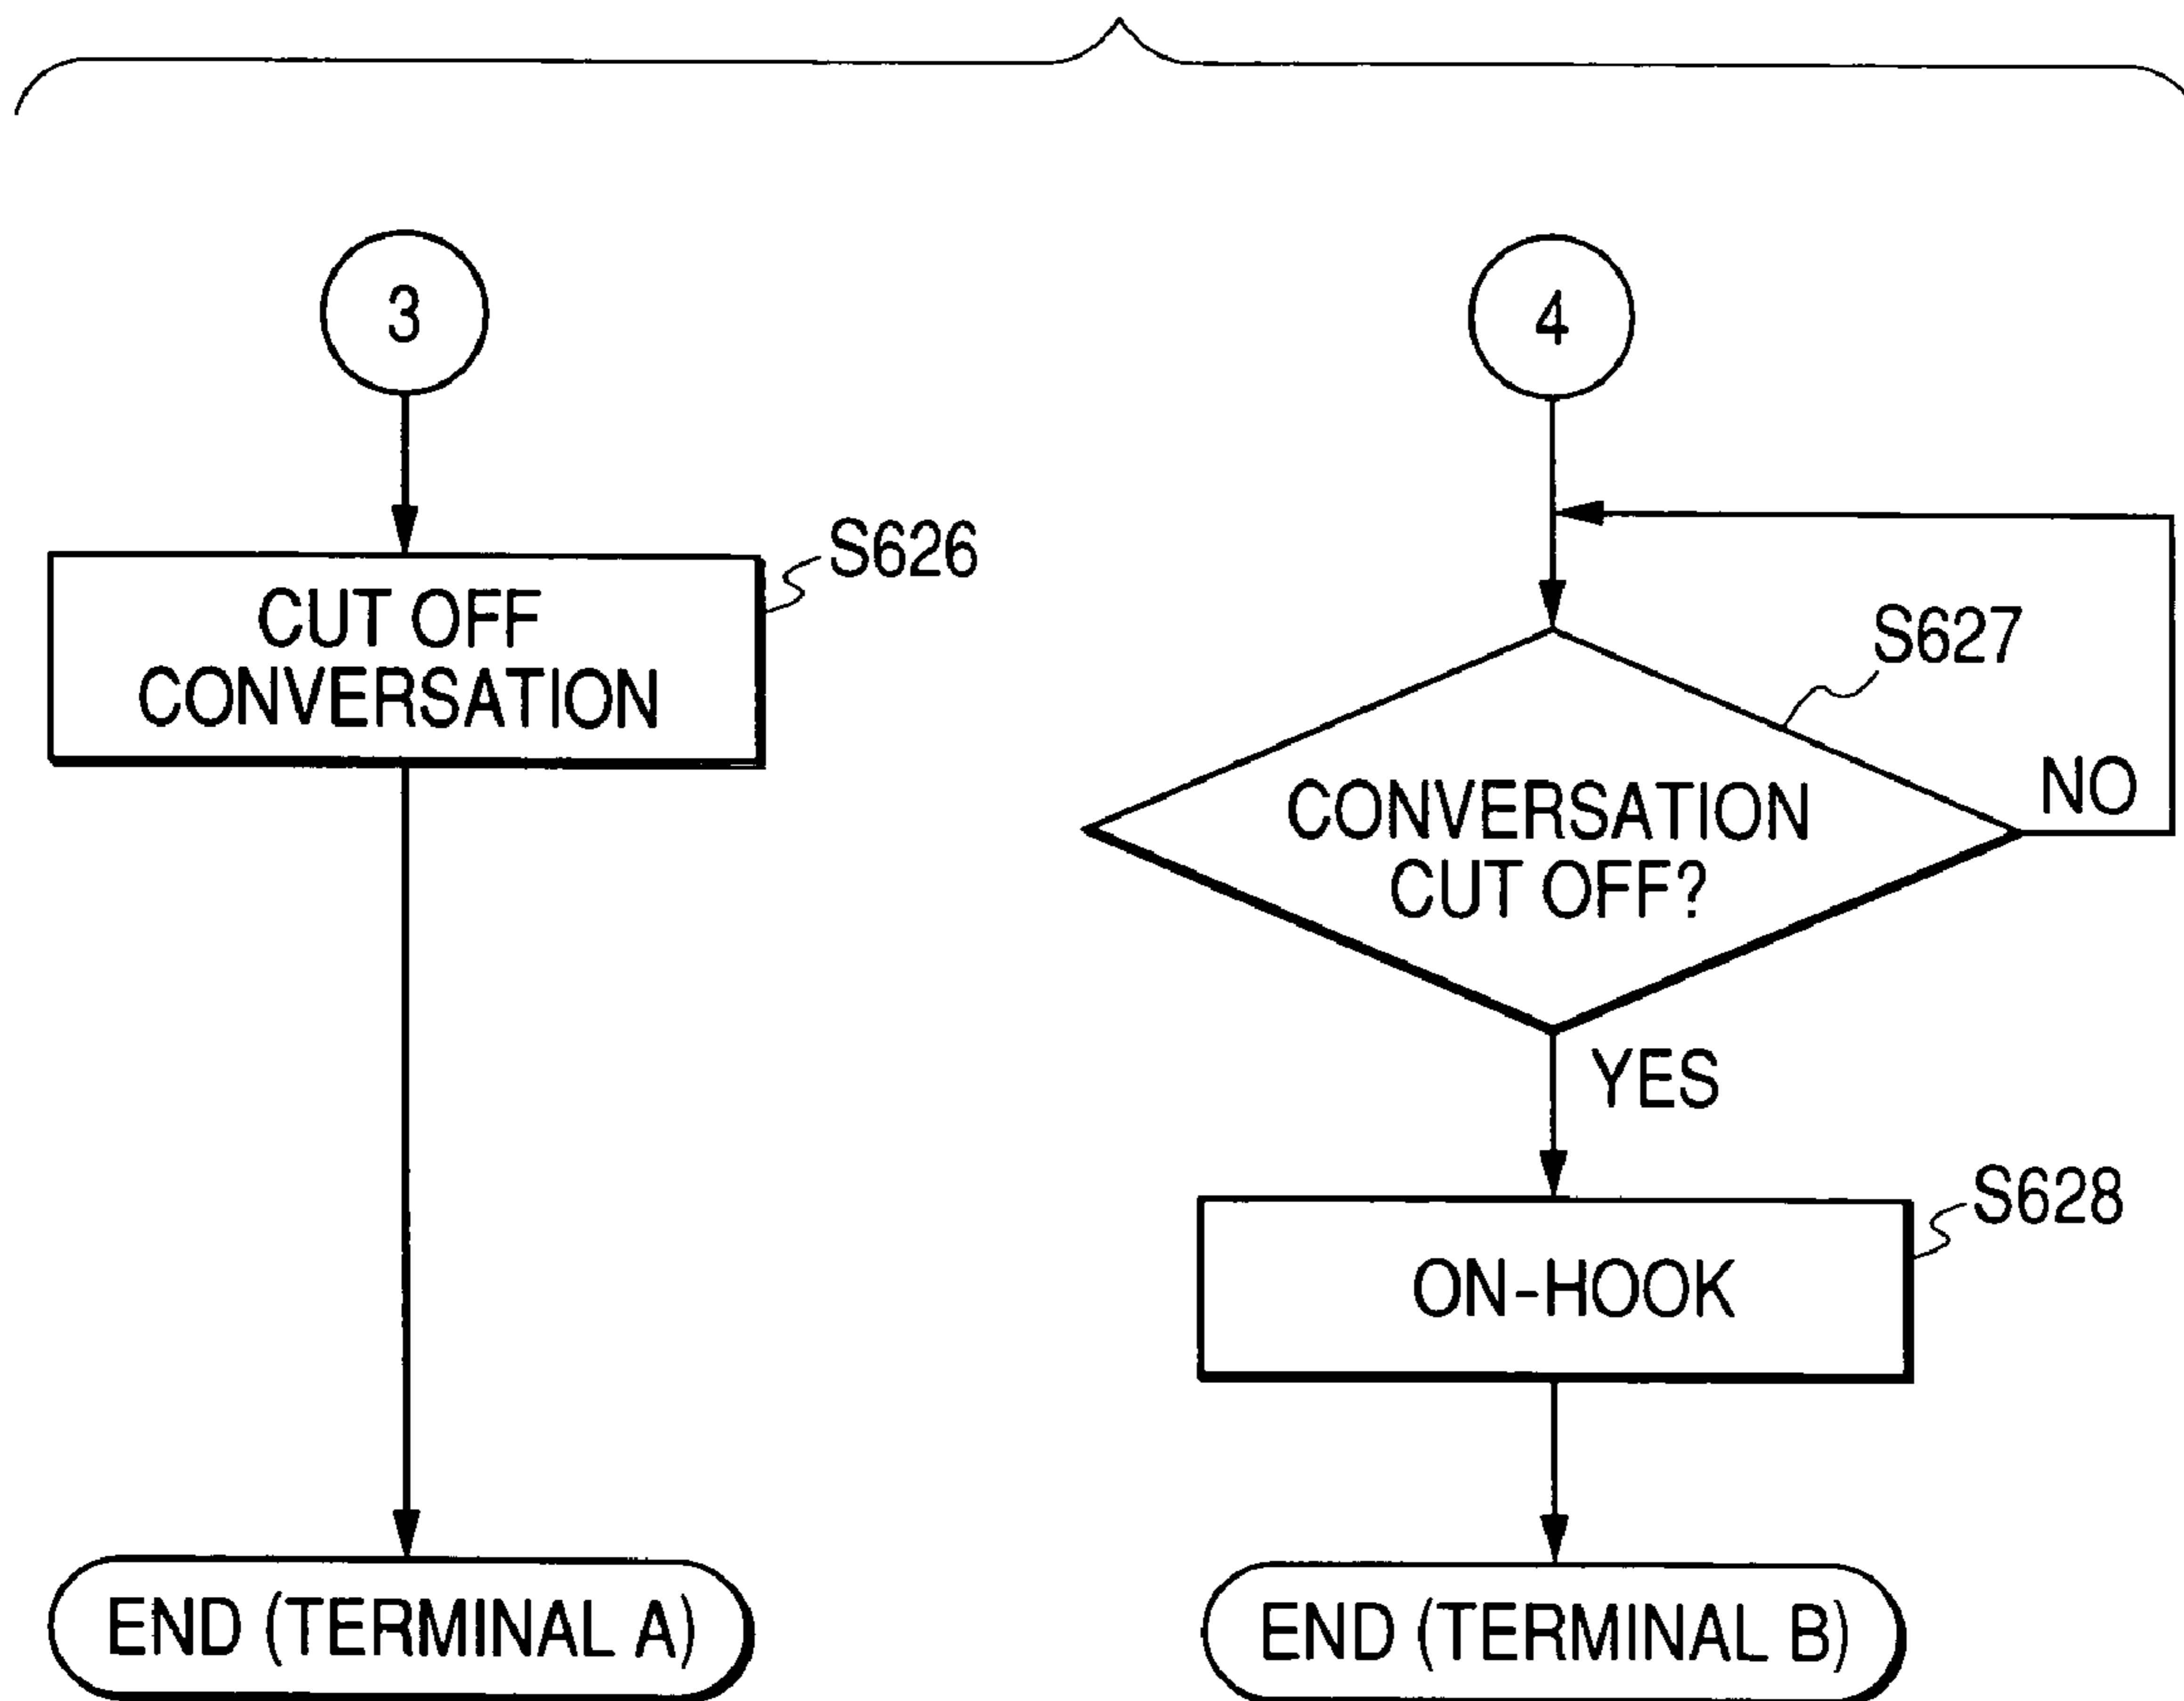 3
S626
CUT OFF
CONVERSATION
END (TERMINAL A)
4
S627
CONVERSATION
CUT OFF?
NO
YES
S628
ON-HOOK
END (TERMINAL B)